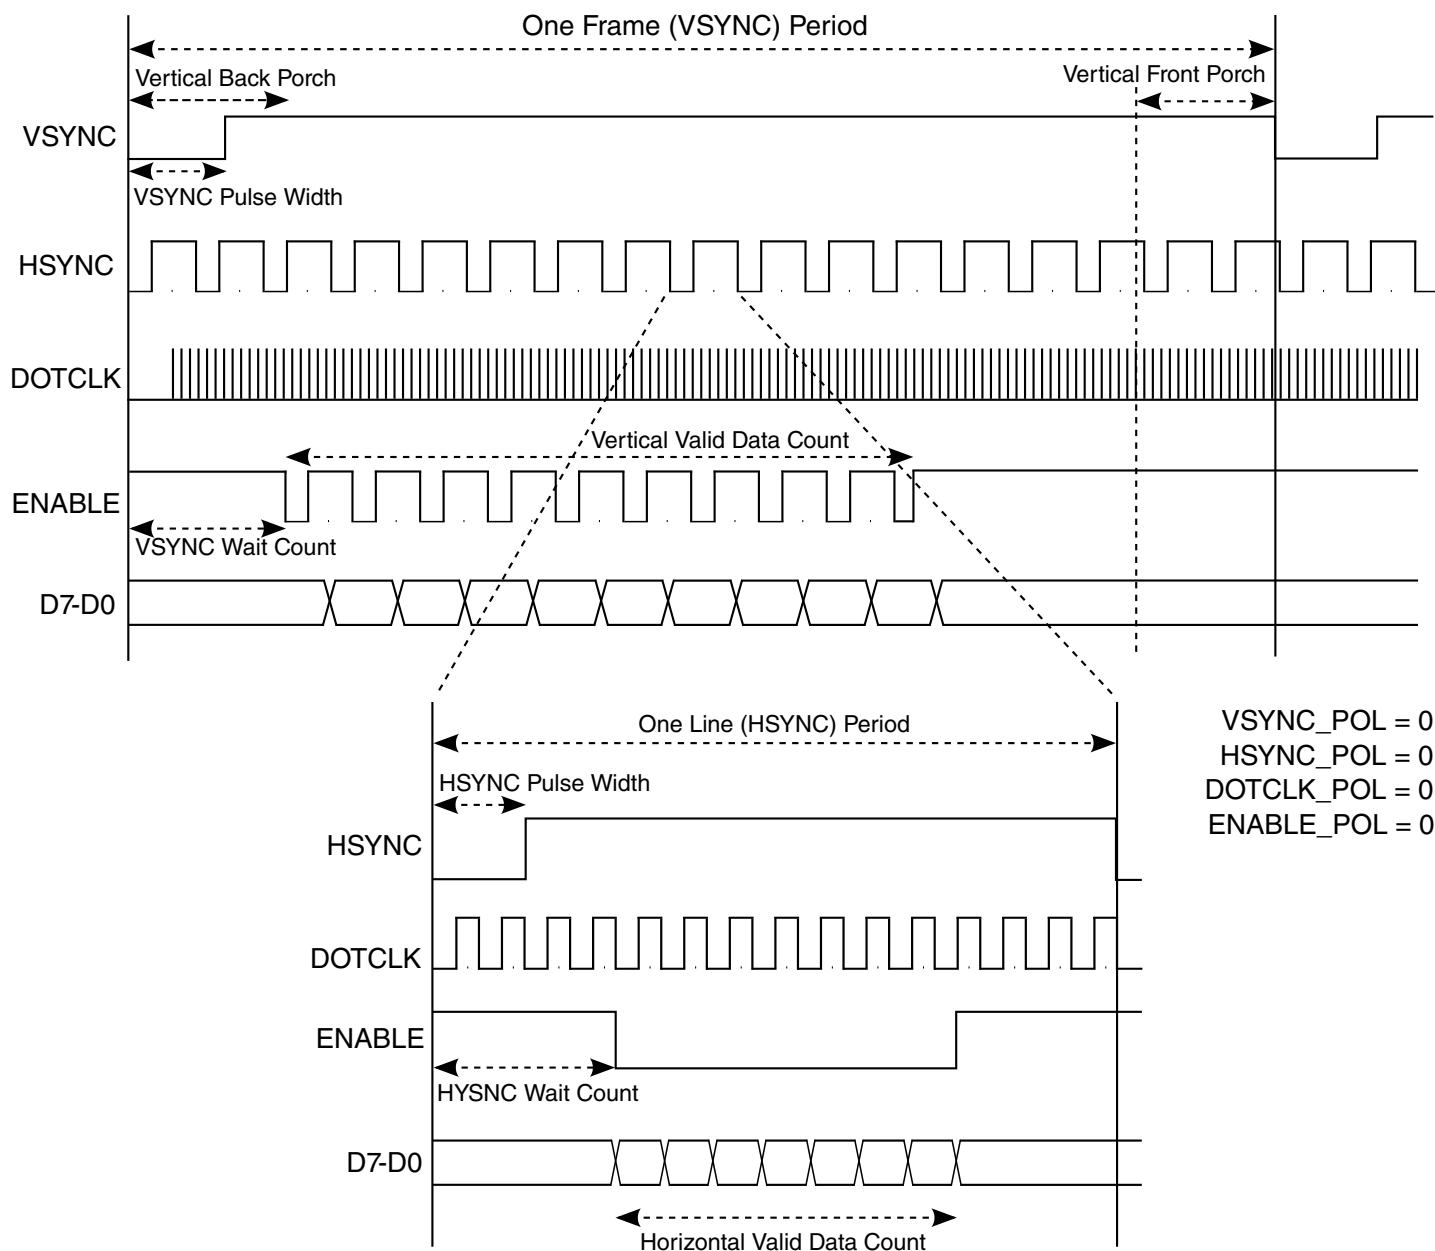 One Frame (VSYNC) Period
Vertical Back Porch
Vertical Front Porch
VSYNC
VSYNC Pulse Width
HSYNC
DOTCLK
Vertical Valid Data Count
ENABLE
VSYNC Wait Count
D7-D0
One Line (HSYNC) Period
VSYNC_POL = 0
HSYNC_POL = 0
DOTCLK_POL = 0
ENABLE_POL = 0
HSYNC Pulse Width
HSYNC
DOTCLK
ENABLE
HYSNC Wait Count
D7-D0
Horizontal Valid Data Count